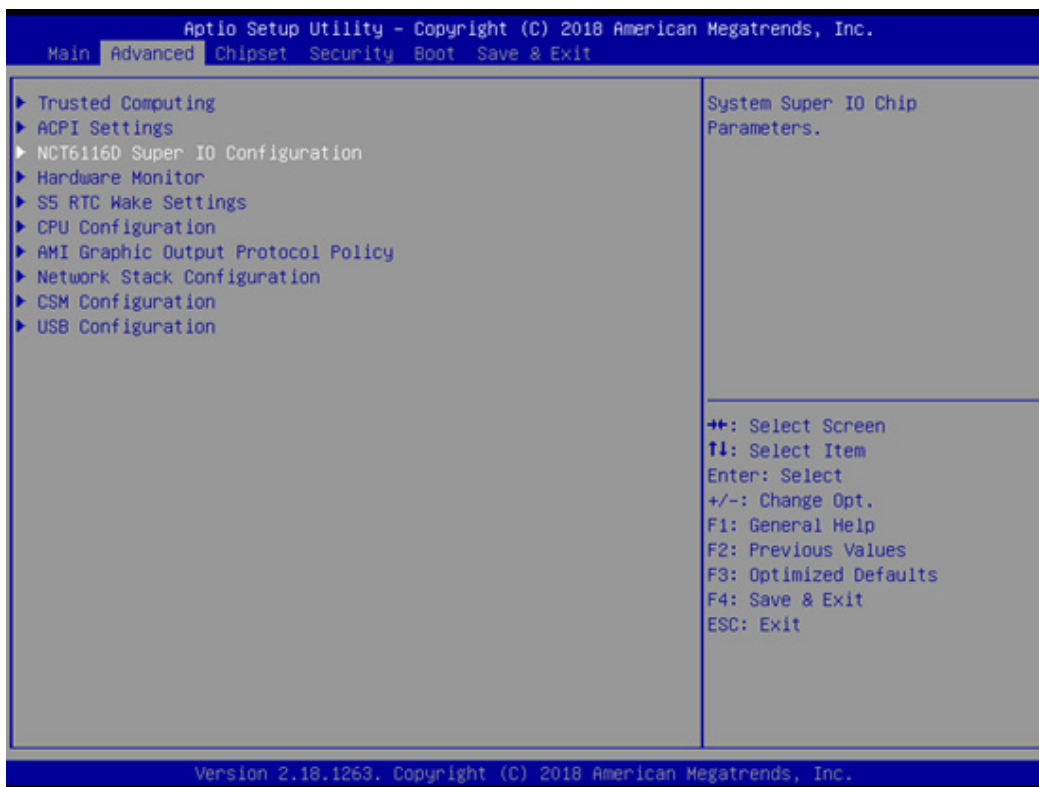 Aptio Setup Utility – Copyright (C) 2018 American Megatrends, Inc.
Main Advanced Chipset Security Boot Save & Exit
▶ Trusted Computing
▶ ACPI Settings
▶ NCT6116D Super IO Configuration
▶ Hardware Monitor
▶ S5 RTC Wake Settings
▶ CPU Configuration
▶ AMI Graphic Output Protocol Policy
▶ Network Stack Configuration
▶ CSM Configuration
▶ USB Configuration
System Super IO Chip
Parameters.
→←: Select Screen
↑↓: Select Item
Enter: Select
+/-: Change Opt.
F1: General Help
F2: Previous Values
F3: Optimized Defaults
F4: Save & Exit
ESC: Exit
Version 2.18.1263. Copyright (C) 2018 American Megatrends, Inc.